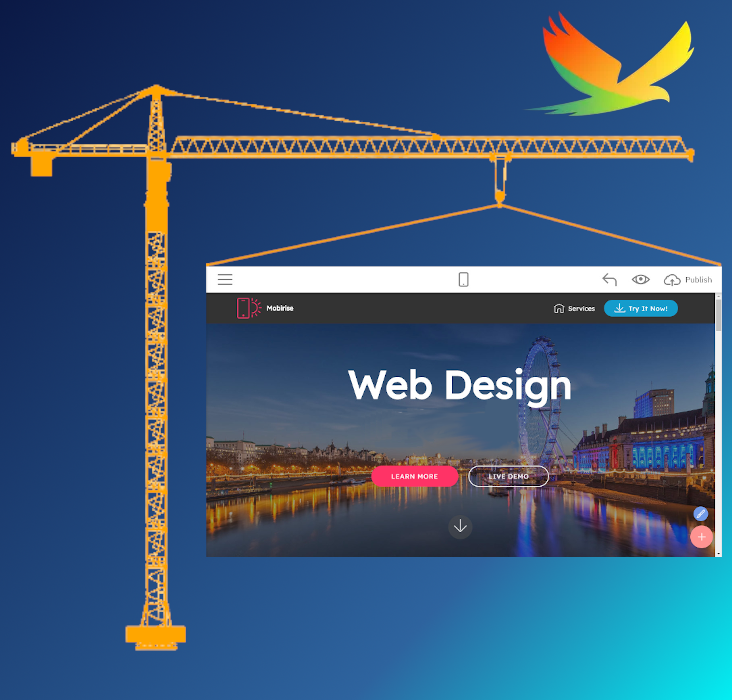 Publish
Mobirise
Services
Try It Now!
Web Design
LEARN MORE
LIVE DEMO